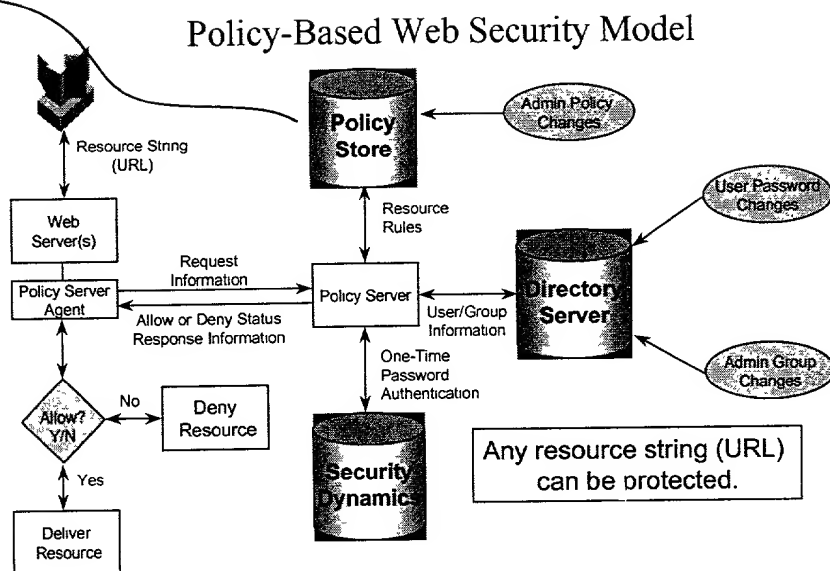 Policy-Based Web Security Model
Policy
Store
Admin Policy
Changes
Resource String
(URL)
User Password
Changes
Web
Server(s)
Resource
Rules
Request
Information
Policy Server
Agent
Policy Server
Directory
Server
Allow or Deny Status
Response Information
User/Group
Information
One-Time
Password
Authentication
Admin Group
Changes
Allow?
Y/N
No
Deny
Resource
Any resource string (URL)
can be protected.
Security
Dynamics
Yes
Deliver
Resource